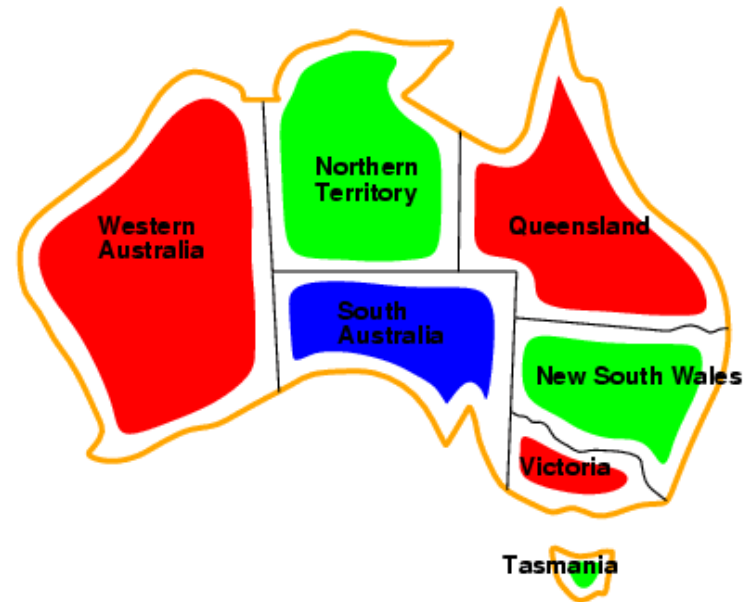 Northern
Territory
Western
Australia
Queensland
South
Australia
New South Wales
Victoria
Tasmania